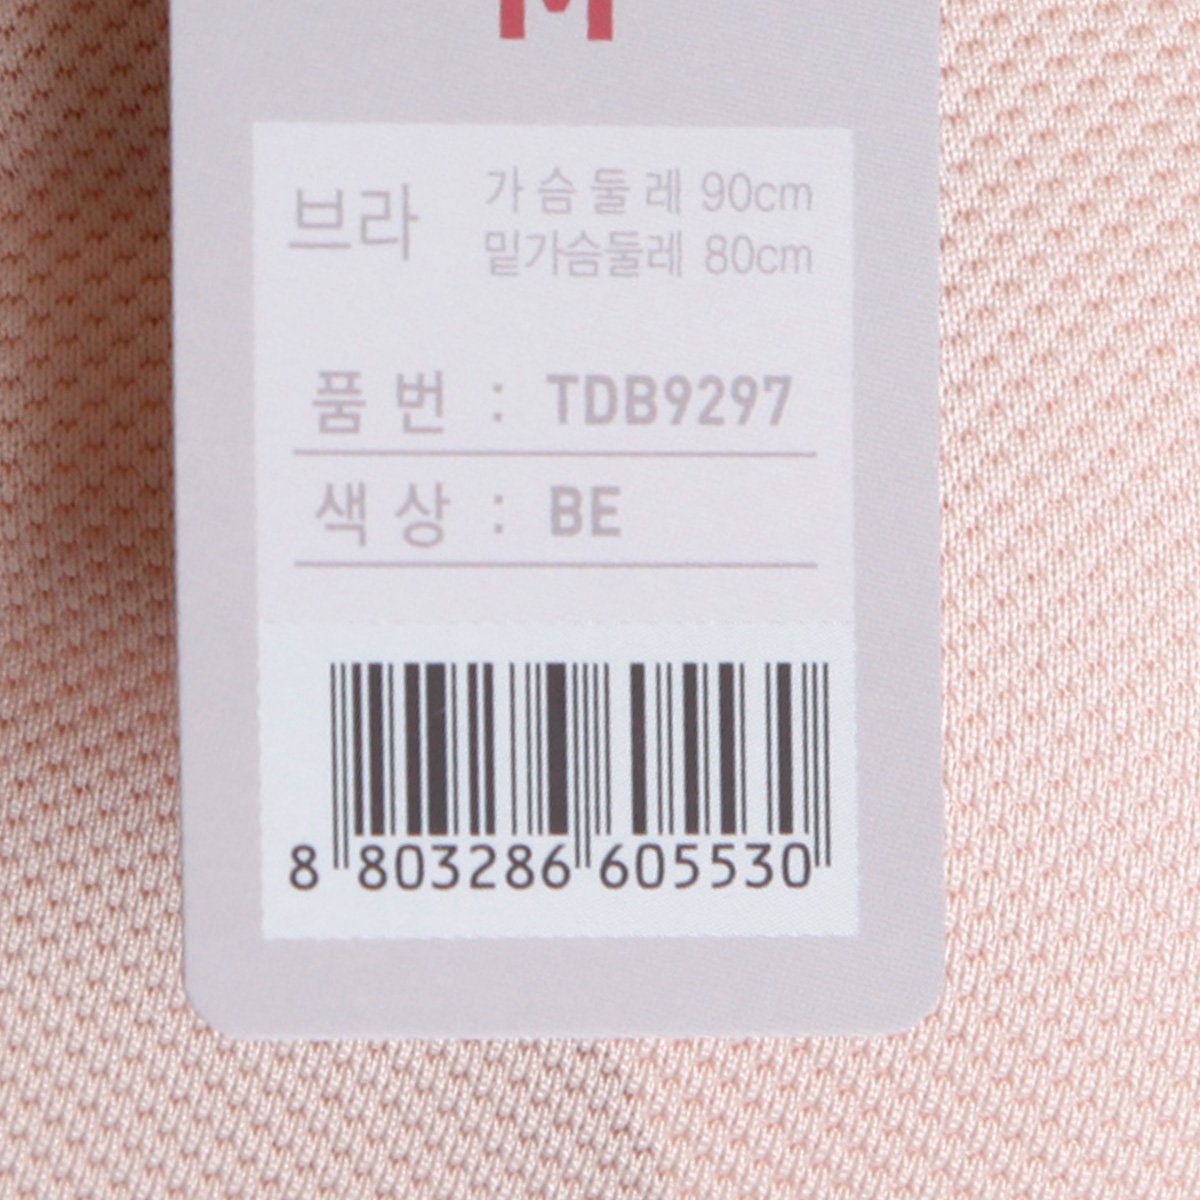 M
브라
가슴둘레 90cm
밑가슴둘레 80cm
품번 : TDB9297
색상 : BE
8 803286 605530